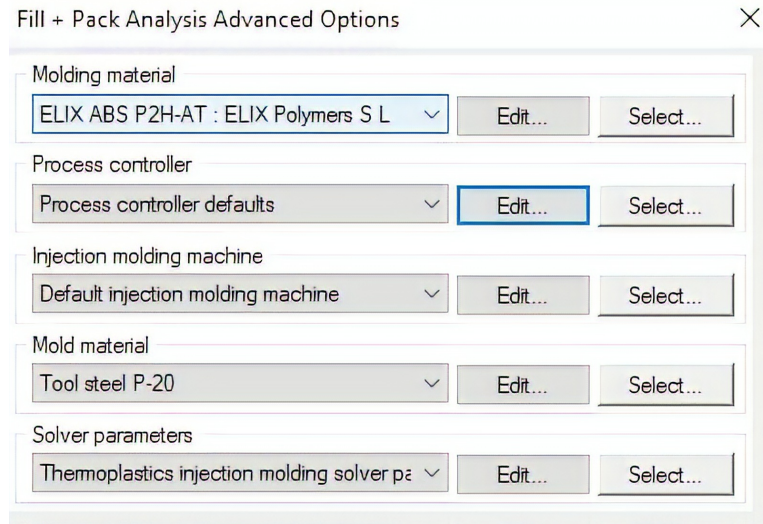 Fill + Pack Analysis Advanced Options
Molding material
ELIX ABS P2H-AT : ELIX Polymers S L Edit... Select...
Process controller
Process controller defaults Edit... Select...
Injection molding machine
Default injection molding machine Edit... Select...
Mold material
Tool steel P-20 Edit... Select...
Solver parameters
Thermoplastics injection molding solver pa Edit... Select...